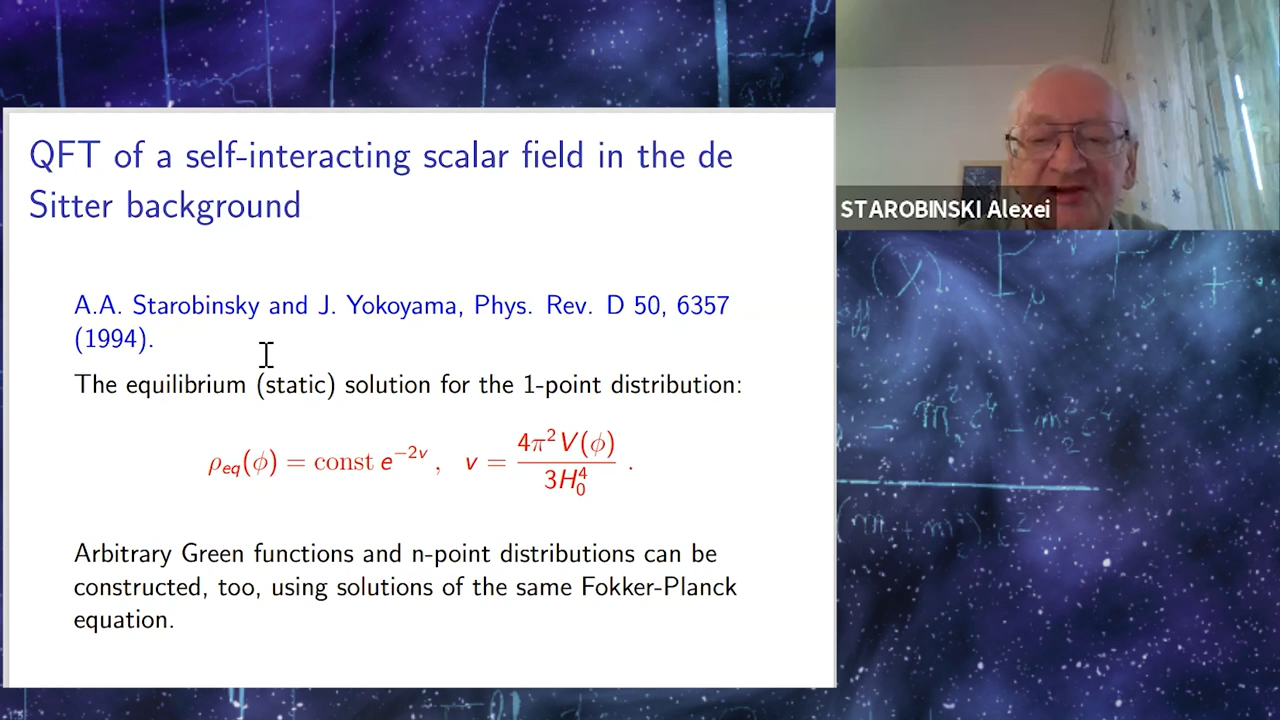 QFT of a self-interacting scalar field in the de
Sitter background
A.A. Starobinsky and J. Yokoyama, Phys. Rev. D 50, 6357
(1994).
The equilibrium (static) solution for the 1-point distribution:
ρ_eq(ϕ) = const e^{−2v} ,   v = 4π²V(ϕ) / 3H₀⁴ .
Arbitrary Green functions and n-point distributions can be
constructed, too, using solutions of the same Fokker-Planck
equation.
STAROBINSKI Alexei